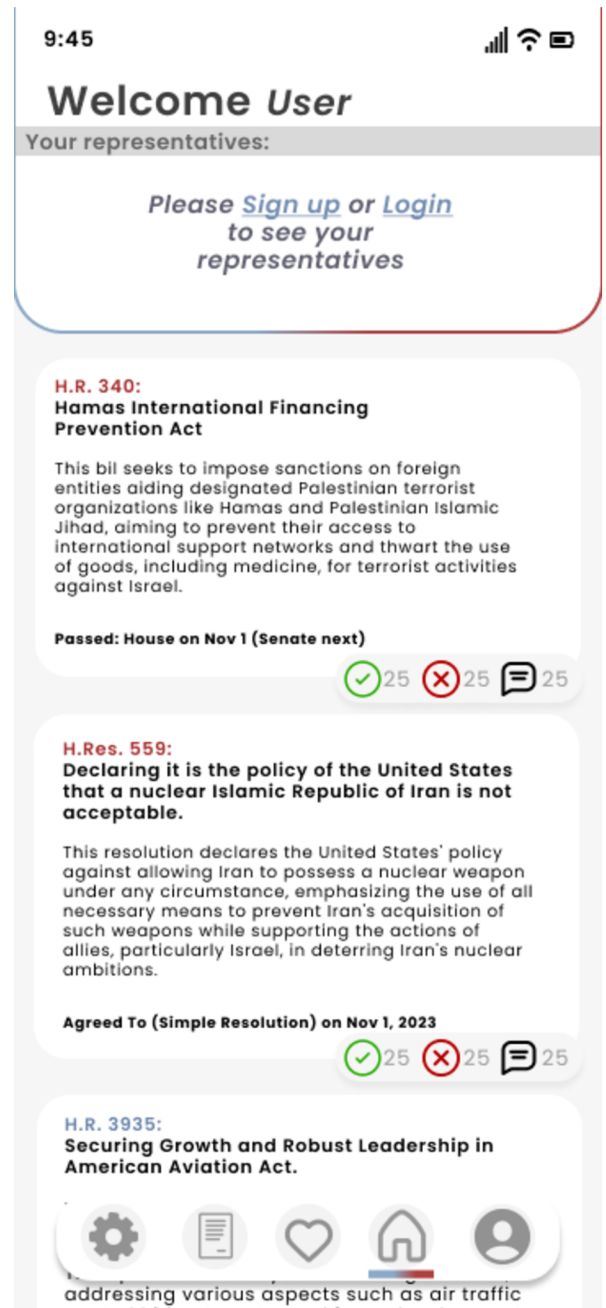 9:45
Welcome User
Your representatives:
Please Sign up or Login
to see your
representatives
H.R. 340:
Hamas International Financing
Prevention Act
This bil seeks to impose sanctions on foreign
entities aiding designated Palestinian terrorist
organizations like Hamas and Palestinian Islamic
Jihad, aiming to prevent their access to
international support networks and thwart the use
of goods, including medicine, for terrorist activities
against Israel.
Passed: House on Nov 1 (Senate next)
25 25 25
H.Res. 559:
Declaring it is the policy of the United States
that a nuclear Islamic Republic of Iran is not
acceptable.
This resolution declares the United States' policy
against allowing Iran to possess a nuclear weapon
under any circumstance, emphasizing the use of all
necessary means to prevent Iran's acquisition of
such weapons while supporting the actions of
allies, particularly Israel, in deterring Iran's nuclear
ambitions.
Agreed To (Simple Resolution) on Nov 1, 2023
25 25 25
H.R. 3935:
Securing Growth and Robust Leadership in
American Aviation Act.
addressing various aspects such as air traffic